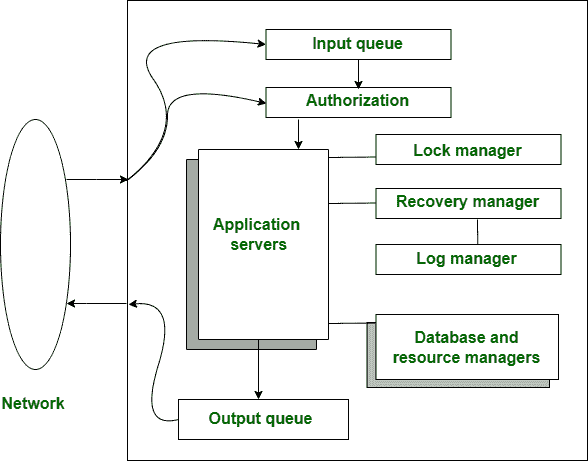 Input queue
Authorization
Lock manager
Recovery manager
Application
servers
Log manager
Database and
resource managers
Network
Output queue